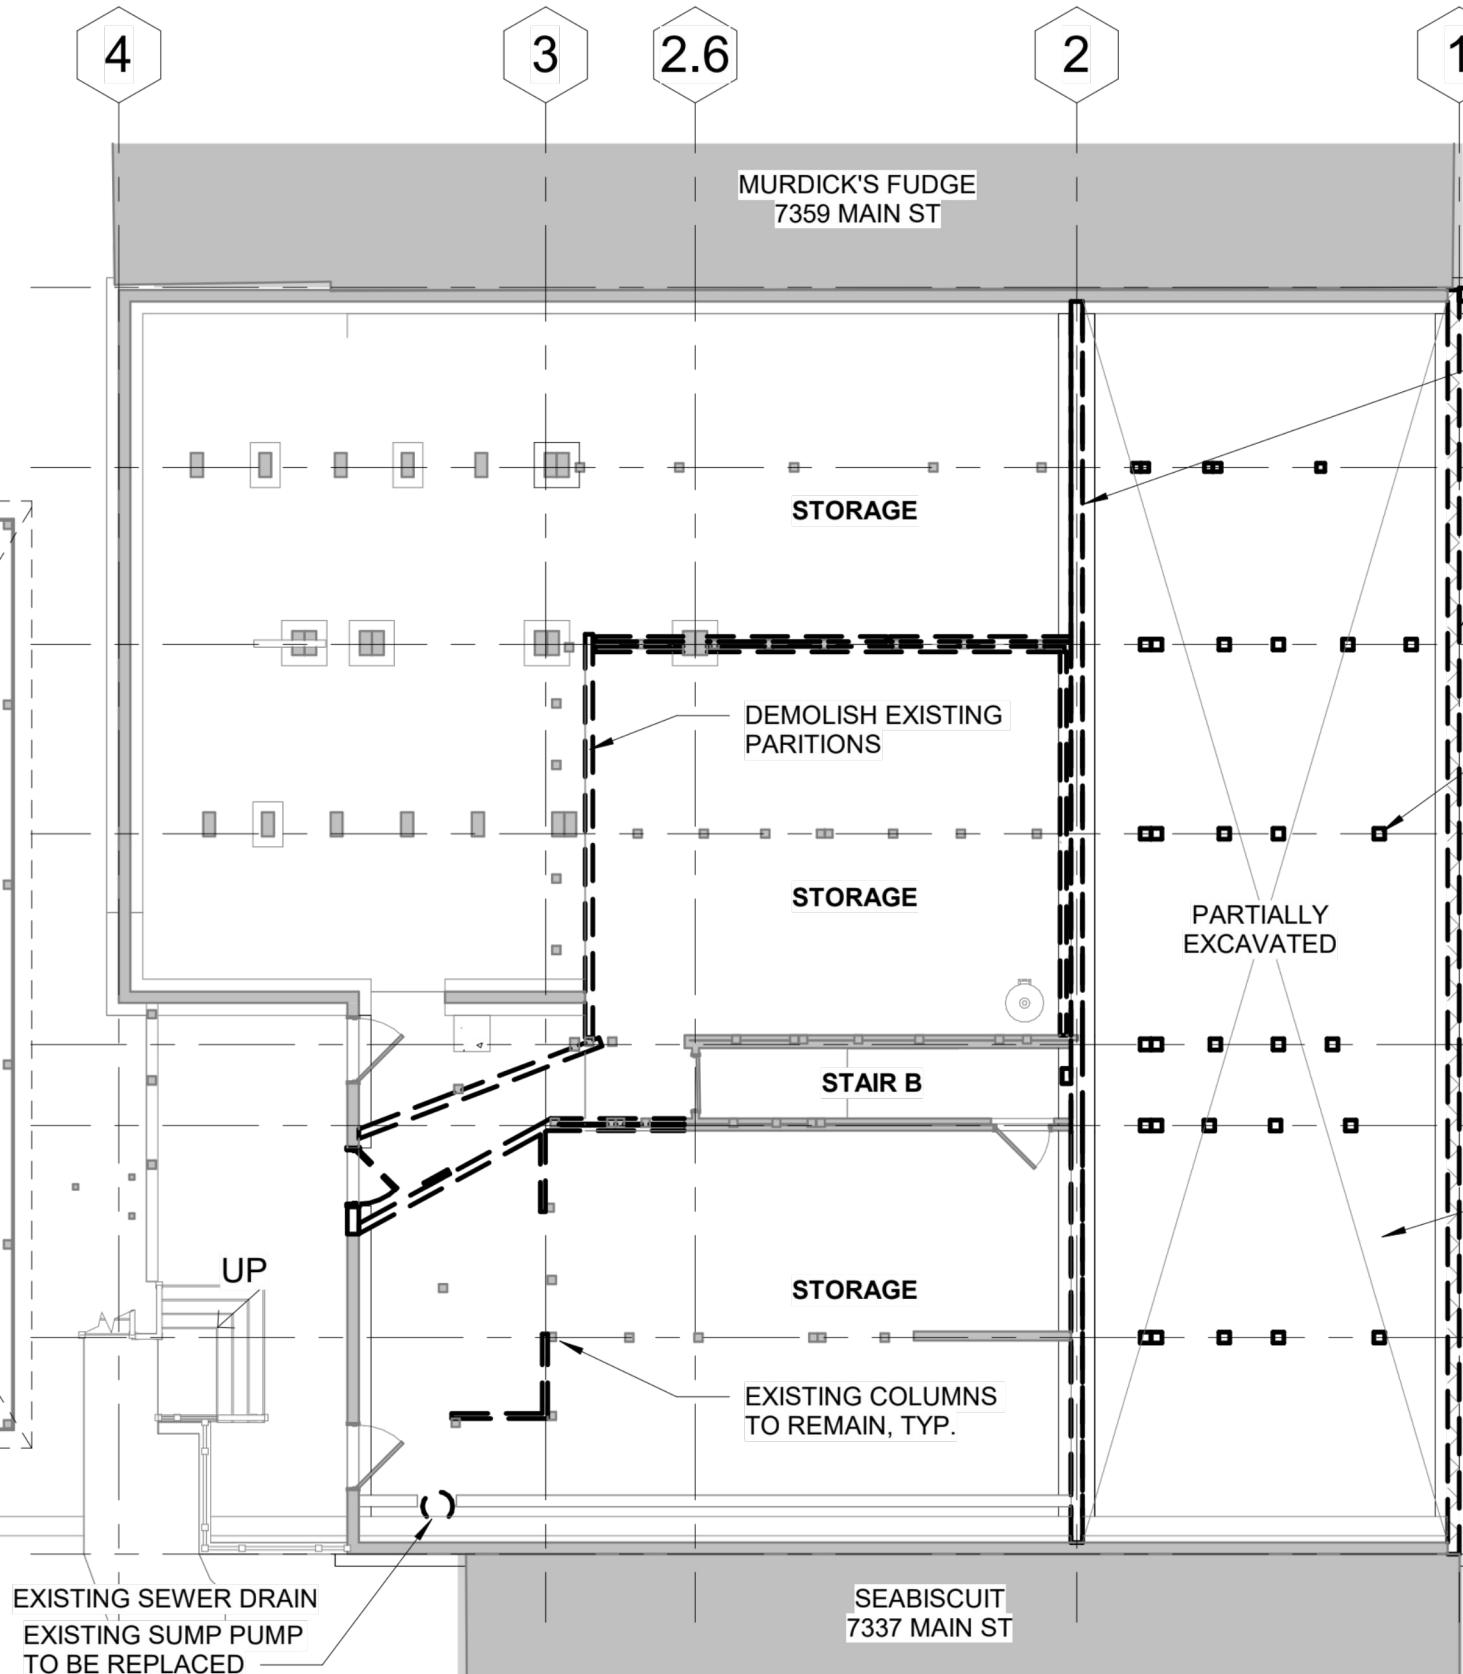 4
3
2.6
2
1
MURDICK'S FUDGE
7359 MAIN ST
STORAGE
DEMOLISH EXISTING
PARITIONS
STORAGE
PARTIALLY
EXCAVATED
STAIR B
UP
STORAGE
EXISTING COLUMNS
TO REMAIN, TYP.
EXISTING SEWER DRAIN
EXISTING SUMP PUMP
TO BE REPLACED
SEABISCUIT
7337 MAIN ST